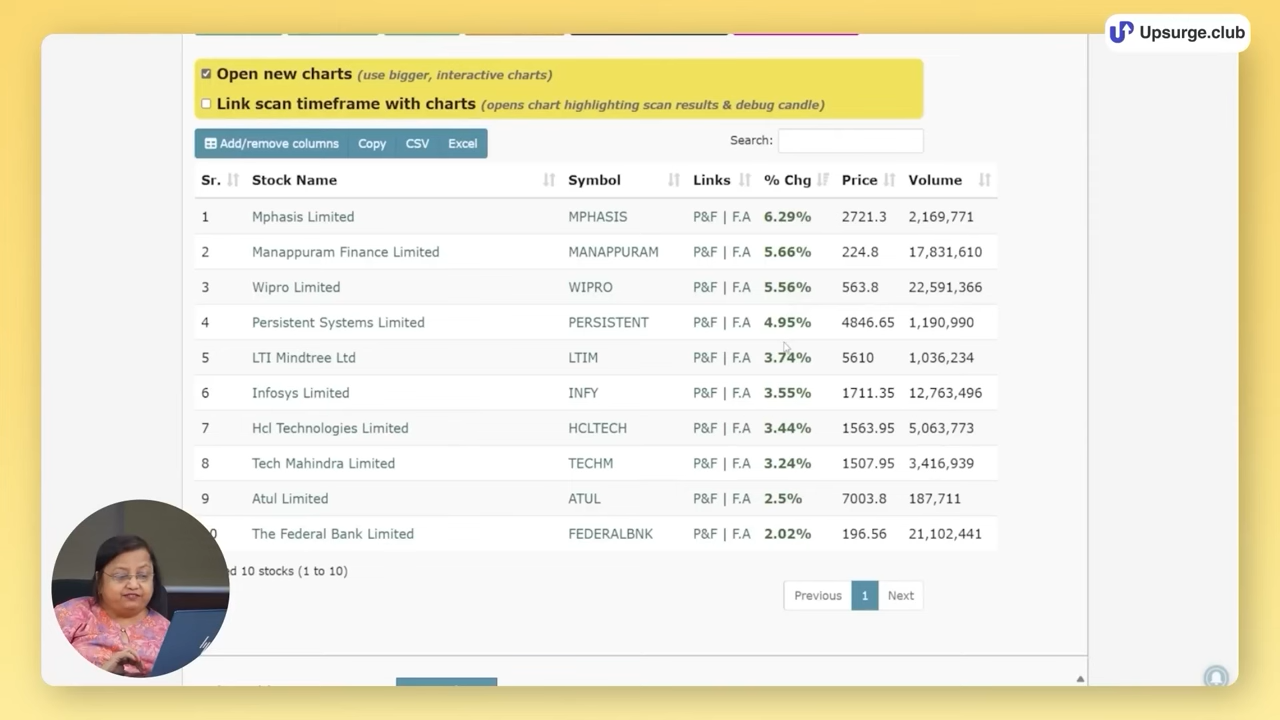 Upsurge.club
Open new charts (use bigger, interactive charts)
Link scan timeframe with charts (opens chart highlighting scan results & debug candle)
Add/remove columns Copy CSV Excel Search:
Sr. Stock Name Symbol Links % Chg Price Volume
1 Mphasis Limited MPHASIS P&F | F.A 6.29% 2721.3 2,169,771
2 Manappuram Finance Limited MANAPPURAM P&F | F.A 5.66% 224.8 17,831,610
3 Wipro Limited WIPRO P&F | F.A 5.56% 563.8 22,591,366
4 Persistent Systems Limited PERSISTENT P&F | F.A 4.95% 4846.65 1,190,990
5 LTI Mindtree Ltd LTIM P&F | F.A 3.74% 5610 1,036,234
6 Infosys Limited INFY P&F | F.A 3.55% 1711.35 12,763,496
7 Hcl Technologies Limited HCLTECH P&F | F.A 3.44% 1563.95 5,063,773
8 Tech Mahindra Limited TECHM P&F | F.A 3.24% 1507.95 3,416,939
9 Atul Limited ATUL P&F | F.A 2.5% 7003.8 187,711
0 The Federal Bank Limited FEDERALBNK P&F | F.A 2.02% 196.56 21,102,441
ed 10 stocks (1 to 10)
Previous 1 Next